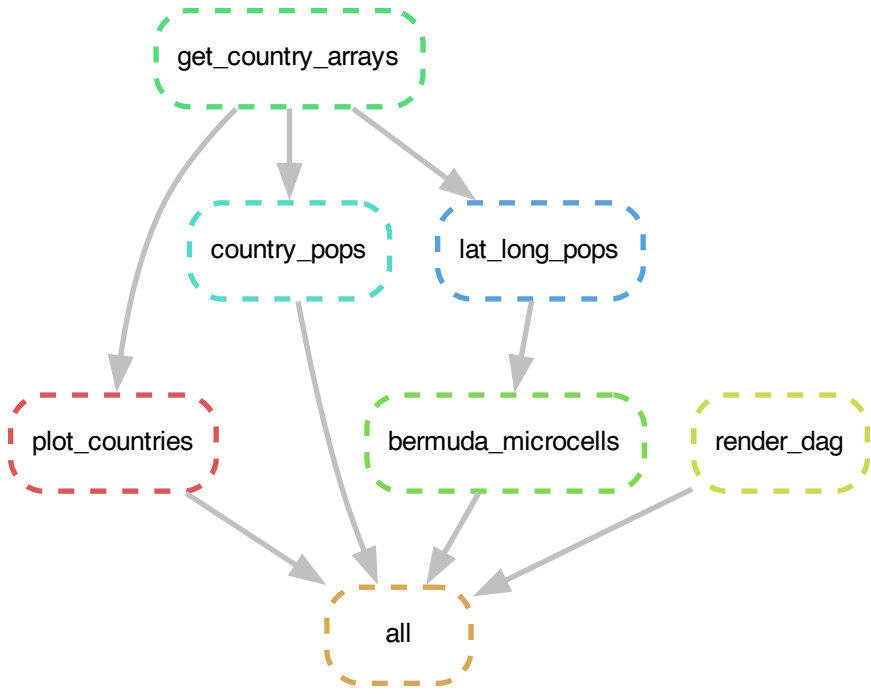 get_country_arrays
country_pops
lat_long_pops
plot_countries
bermuda_microcells
render_dag
all